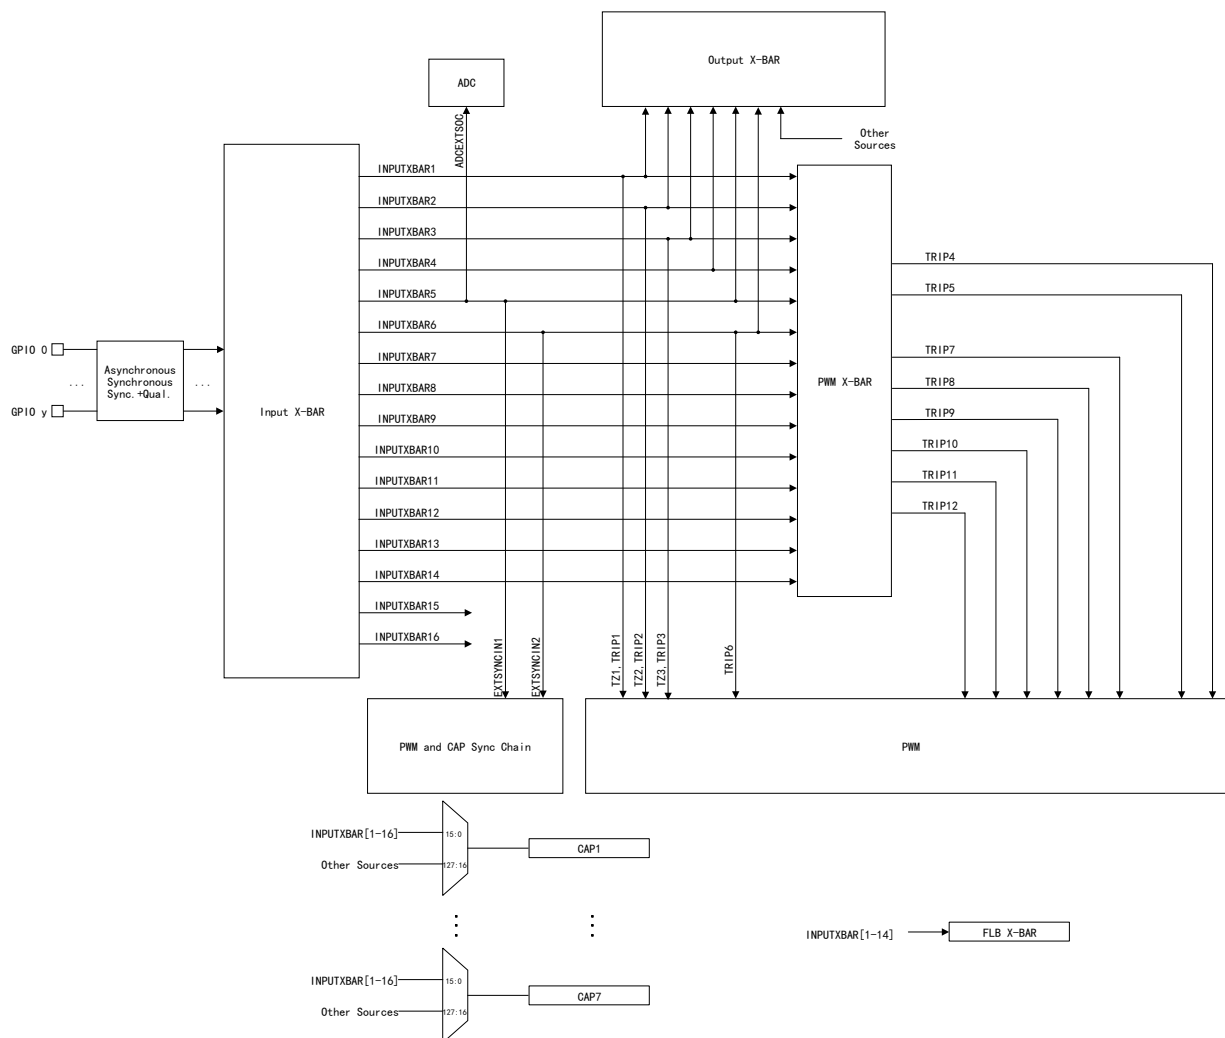 Output X-BAR
ADC
ADCEXTSOC
Other
Sources
INPUTXBAR1
INPUTXBAR2
INPUTXBAR3
INPUTXBAR4
INPUTXBAR5
INPUTXBAR6
INPUTXBAR7
INPUTXBAR8
INPUTXBAR9
INPUTXBAR10
INPUTXBAR11
INPUTXBAR12
INPUTXBAR13
INPUTXBAR14
INPUTXBAR15
INPUTXBAR16
GPIO 0
...
GPIO y
Asynchronous
Synchronous
Sync.+Qual.
...
Input X-BAR
PWM X-BAR
TRIP4
TRIP5
TRIP7
TRIP8
TRIP9
TRIP10
TRIP11
TRIP12
EXTSYNCIN1
EXTSYNCIN2
TZ1,TRIP1
TZ2,TRIP2
TZ3,TRIP3
TRIP6
PWM and CAP Sync Chain
PWM
INPUTXBAR[1-16]
15:0
Other Sources
127:16
CAP1
INPUTXBAR[1-14]
FLB X-BAR
INPUTXBAR[1-16]
15:0
Other Sources
127:16
CAP7